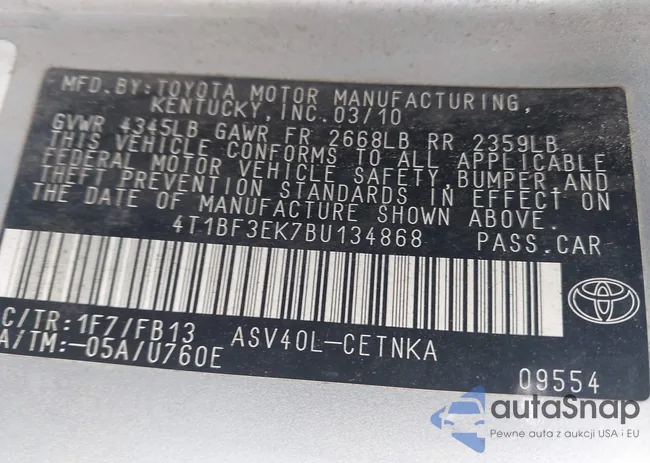 MFD. BY: TOYOTA MOTOR MANUFACTURING,
KENTUCKY, INC. 03/10
GVWR 4345LB GAWR FR 2668LB RR 2359LB
THIS VEHICLE CONFORMS TO ALL APPLICABLE
FEDERAL MOTOR VEHICLE SAFETY, BUMPER AND
THEFT PREVENTION STANDARDS IN EFFECT ON
THE DATE OF MANUFACTURE SHOWN ABOVE.
4T1BF3EK7BU134868 PASS.CAR
C/TR:1F7/FB13 ASV40L-CETNKA
A/TM:-05A/U760E
09554
autoSnap
Pewne auta z aukcji USA i EU